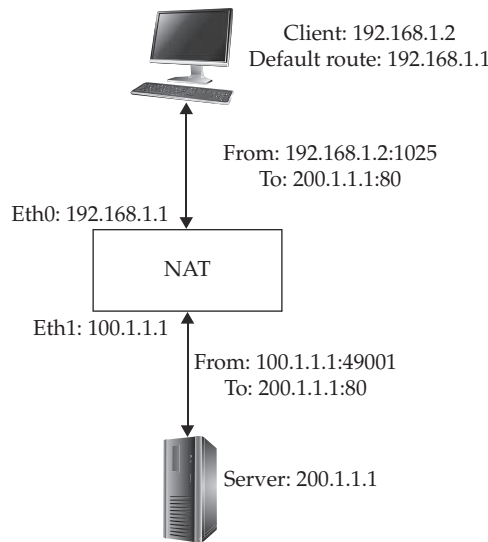 Client: 192.168.1.2
Default route: 192.168.1.1
From: 192.168.1.2:1025
To: 200.1.1.1:80
Eth0: 192.168.1.1
NAT
Eth1: 100.1.1.1
From: 100.1.1.1:49001
To: 200.1.1.1:80
Server: 200.1.1.1